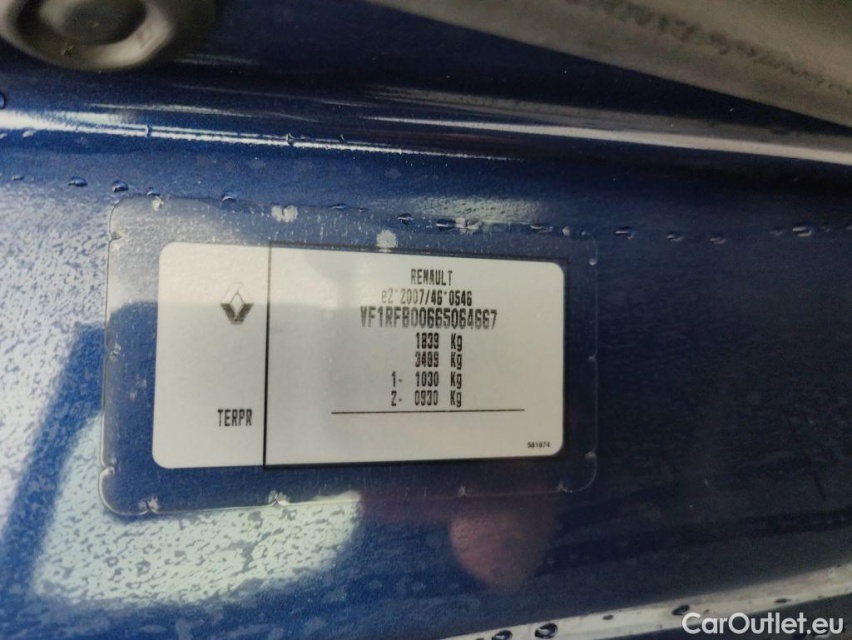 RENAULT
e2*2007/46*0546
VF1RFB00665064667
1839 Kg
3489 Kg
1- 1030 Kg
2- 0930 Kg
TERPR
581974
CarOutlet.eu